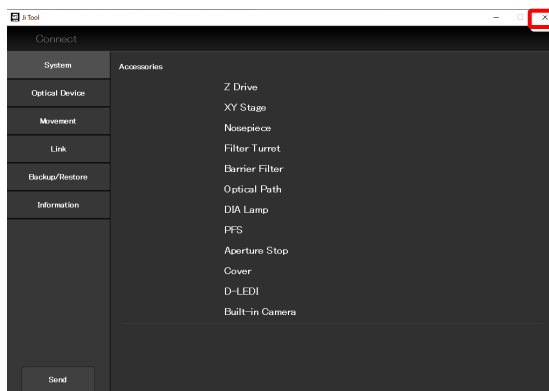 Ji Tool
Connect
System
Accessories
Optical Device
Movement
Link
Backup/Restore
Information
Z Drive
XY Stage
Nosepiece
Filter Turret
Barrier Filter
Optical Path
DIA Lamp
PFS
Aperture Stop
Cover
D-LEDI
Built-in Camera
Send